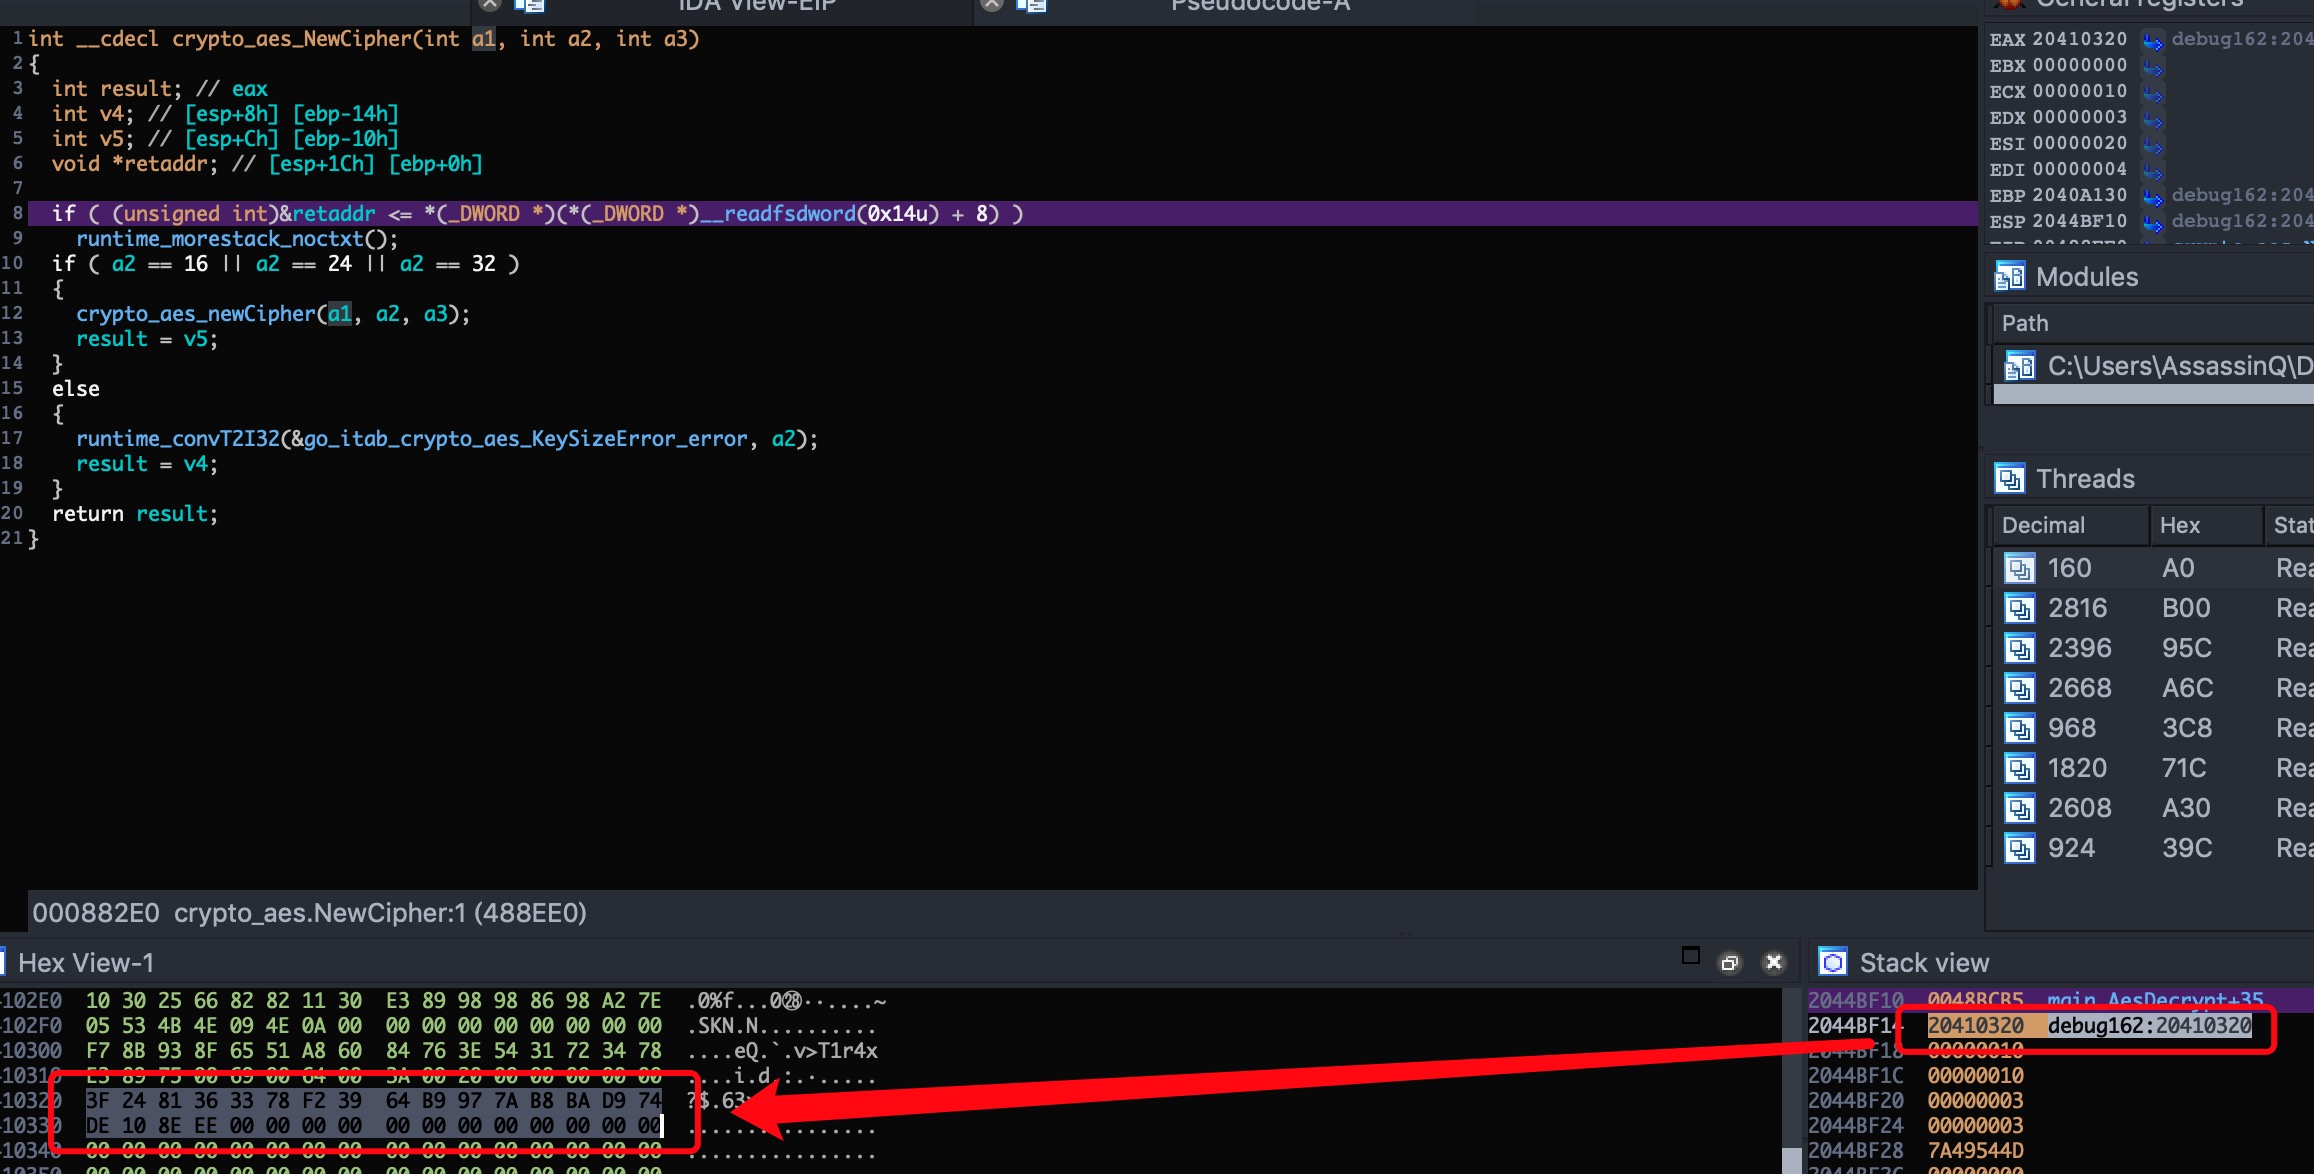 IDA View-EIP
Pseudocode-A
1 int __cdecl crypto_aes_NewCipher(int a1, int a2, int a3)
2 {
3 int result; // eax
4 int v4; // [esp+8h] [ebp-14h]
5 int v5; // [esp+Ch] [ebp-10h]
6 void *retaddr; // [esp+1Ch] [ebp+0h]
7
8 if ( (unsigned int)&retaddr <= *(_DWORD *)(*(_DWORD *)__readfsdword(0x14u) + 8) )
9 runtime_morestack_noctxt();
10 if ( a2 == 16 || a2 == 24 || a2 == 32 )
11 {
12 crypto_aes_newCipher(a1, a2, a3);
13 result = v5;
14 }
15 else
16 {
17 runtime_convT2I32(&go_itab_crypto_aes_KeySizeError_error, a2);
18 result = v4;
19 }
20 return result;
21 }
000882E0 crypto_aes.NewCipher:1 (488EE0)
General registers
EAX 20410320 debug162:204
EBX 00000000
ECX 00000010
EDX 00000003
ESI 00000020
EDI 00000004
EBP 2040A130 debug162:204
ESP 2044BF10 debug162:204
Modules
Path
C:\Users\AssassinQ\D
Threads
Decimal Hex Stat
160 A0 Rea
2816 B00 Rea
2396 95C Rea
2668 A6C Rea
968 3C8 Rea
1820 71C Rea
2608 A30 Rea
924 39C Rea
Hex View-1
102E0 10 30 25 66 82 82 11 30 E3 89 98 98 86 98 A2 7E .0%f...0㉘··....~
102F0 05 53 4B 4E 09 4E 0A 00 00 00 00 00 00 00 00 00 .SKN.N..........
10300 F7 8B 93 8F 65 51 A8 60 84 76 3E 54 31 72 34 78 ....eQ.`.v>T1r4x
10310 E3 89 75 00 69 00 64 00 3A 00 20 00 00 00 00 00 ....i.d.:.·.....
10320 3F 24 81 36 33 78 F2 39 64 B9 97 7A B8 BA D9 74 ?$.63
10330 DE 10 8E EE 00 00 00 00 00 00 00 00 00 00 00 00
10340 00 00 00 00 00 00 00 00 00 00 00 00 00 00 00 00 ................
Stack view
2044BF10 0048BCB5 main_AesDecrypt+35
2044BF14 20410320 debug162:20410320
2044BF18 00000010
2044BF1C 00000010
2044BF20 00000003
2044BF24 00000003
2044BF28 7A49544D